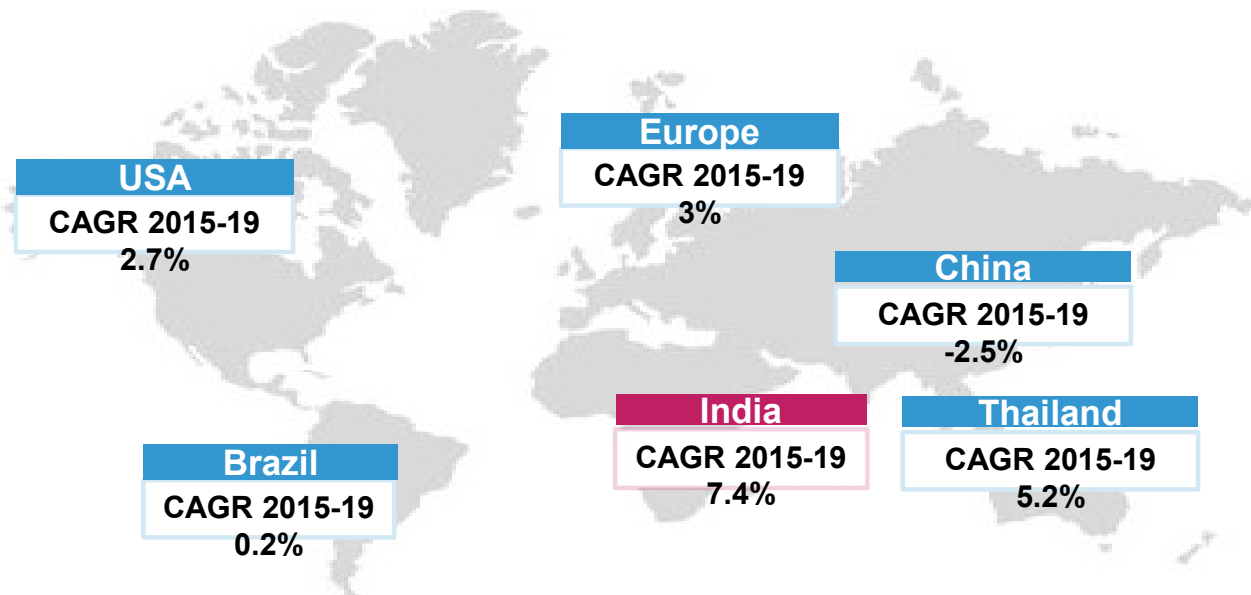 USA
CAGR 2015-19
2.7%
Europe
CAGR 2015-19
3%
China
CAGR 2015-19
-2.5%
India
CAGR 2015-19
7.4%
Thailand
CAGR 2015-19
5.2%
Brazil
CAGR 2015-19
0.2%